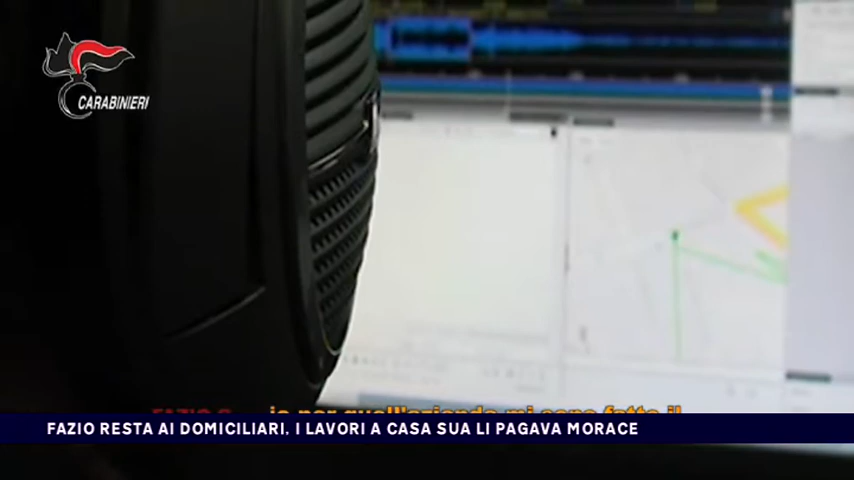 CARABINIERI
FAZIO RESTA AI DOMICILIARI. I LAVORI A CASA SUA LI PAGAVA MORACE